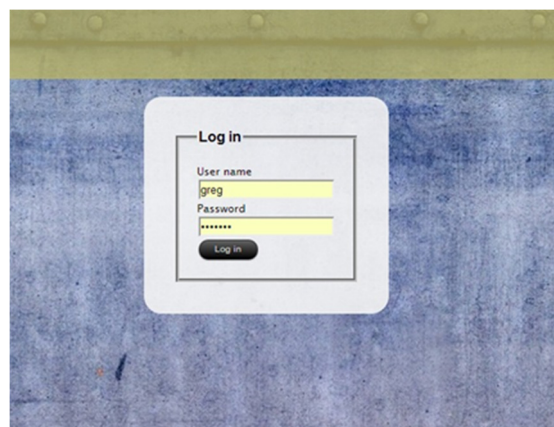 Log in
User name
greg
Password
•••••••
Log in